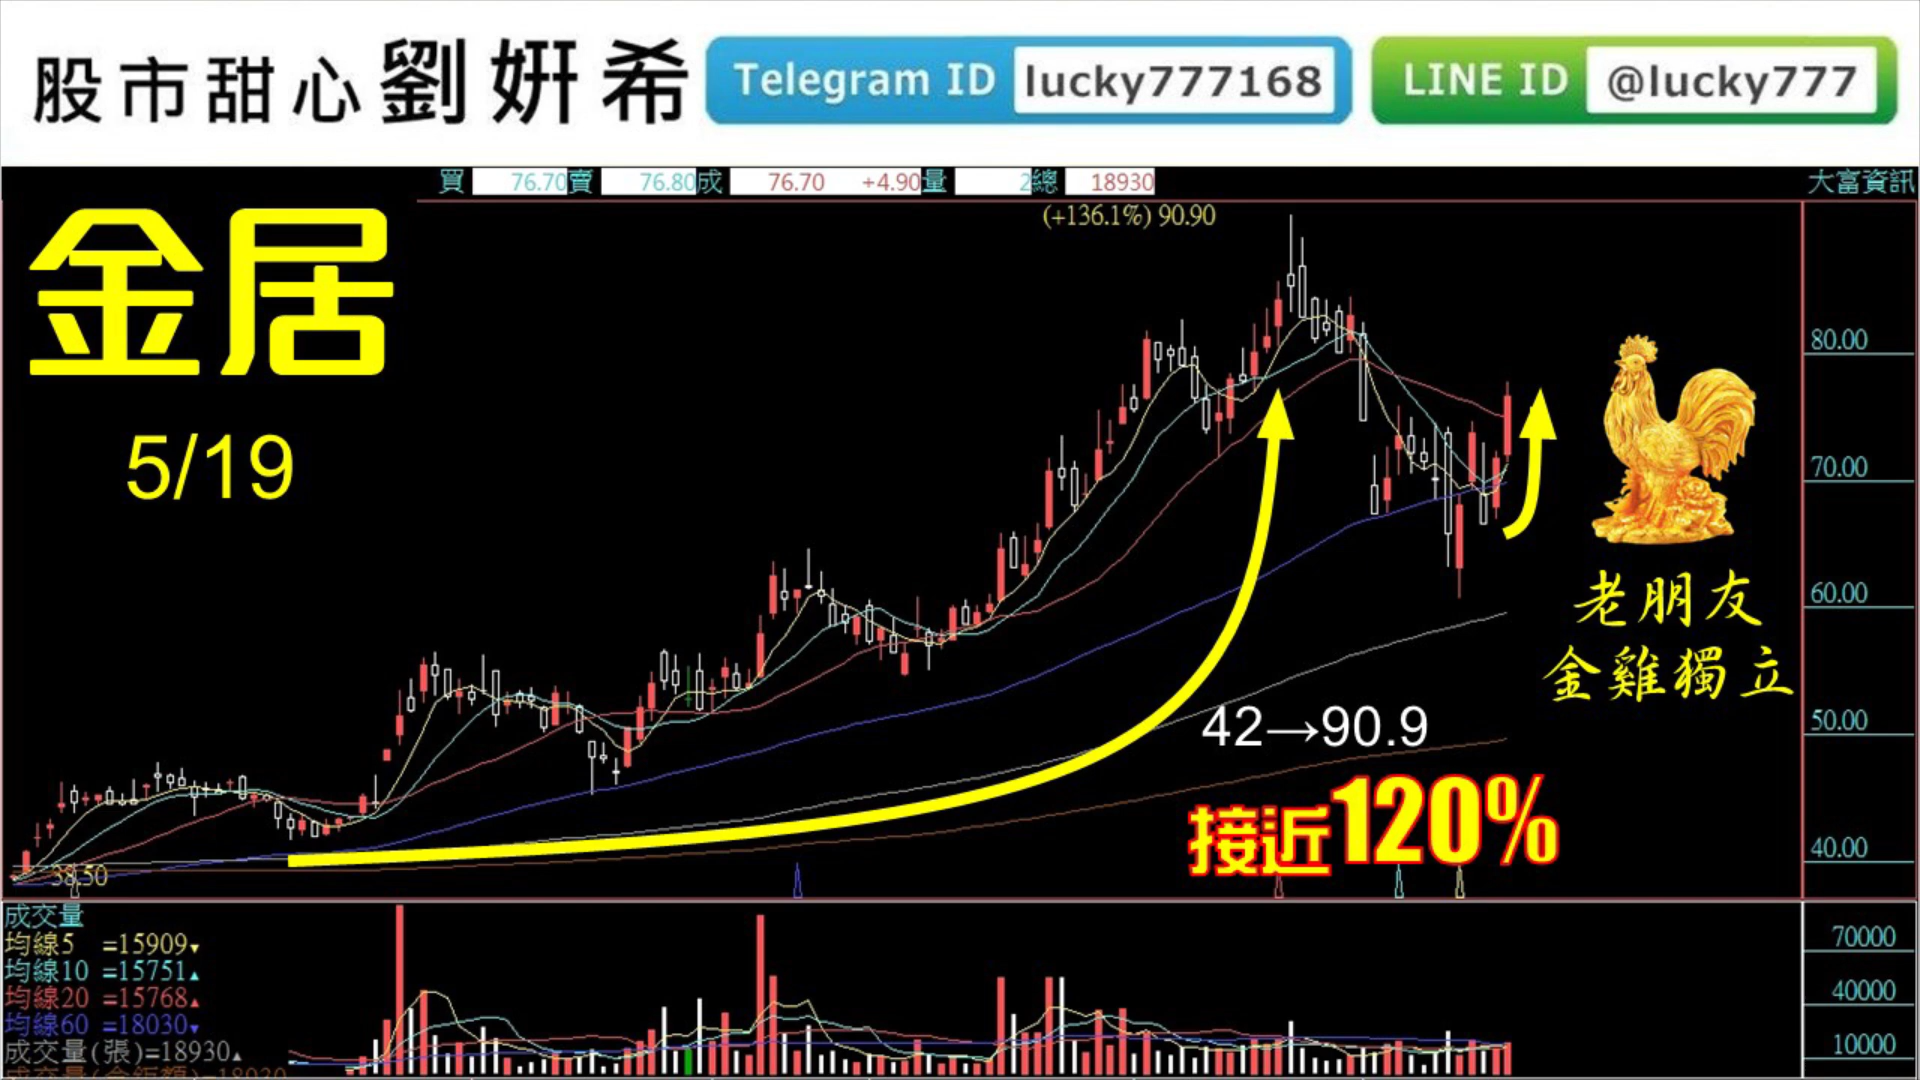 股市甜心劉妍希 Telegram ID lucky777168 LINE ID @lucky777
買 76.70 賣 76.80 成 76.70 +4.90 量 2 總 18930 大富資訊
(+136.1%) 90.90
金居
5/19
80.00
70.00
60.00
50.00
40.00
老朋友
金雞獨立
42→90.9
接近120%
38.50
成交量
均線5 =15909▼
均線10 =15751▲
均線20 =15768▲
均線60 =18030▼
成交量(張)=18930▲
70000
40000
10000